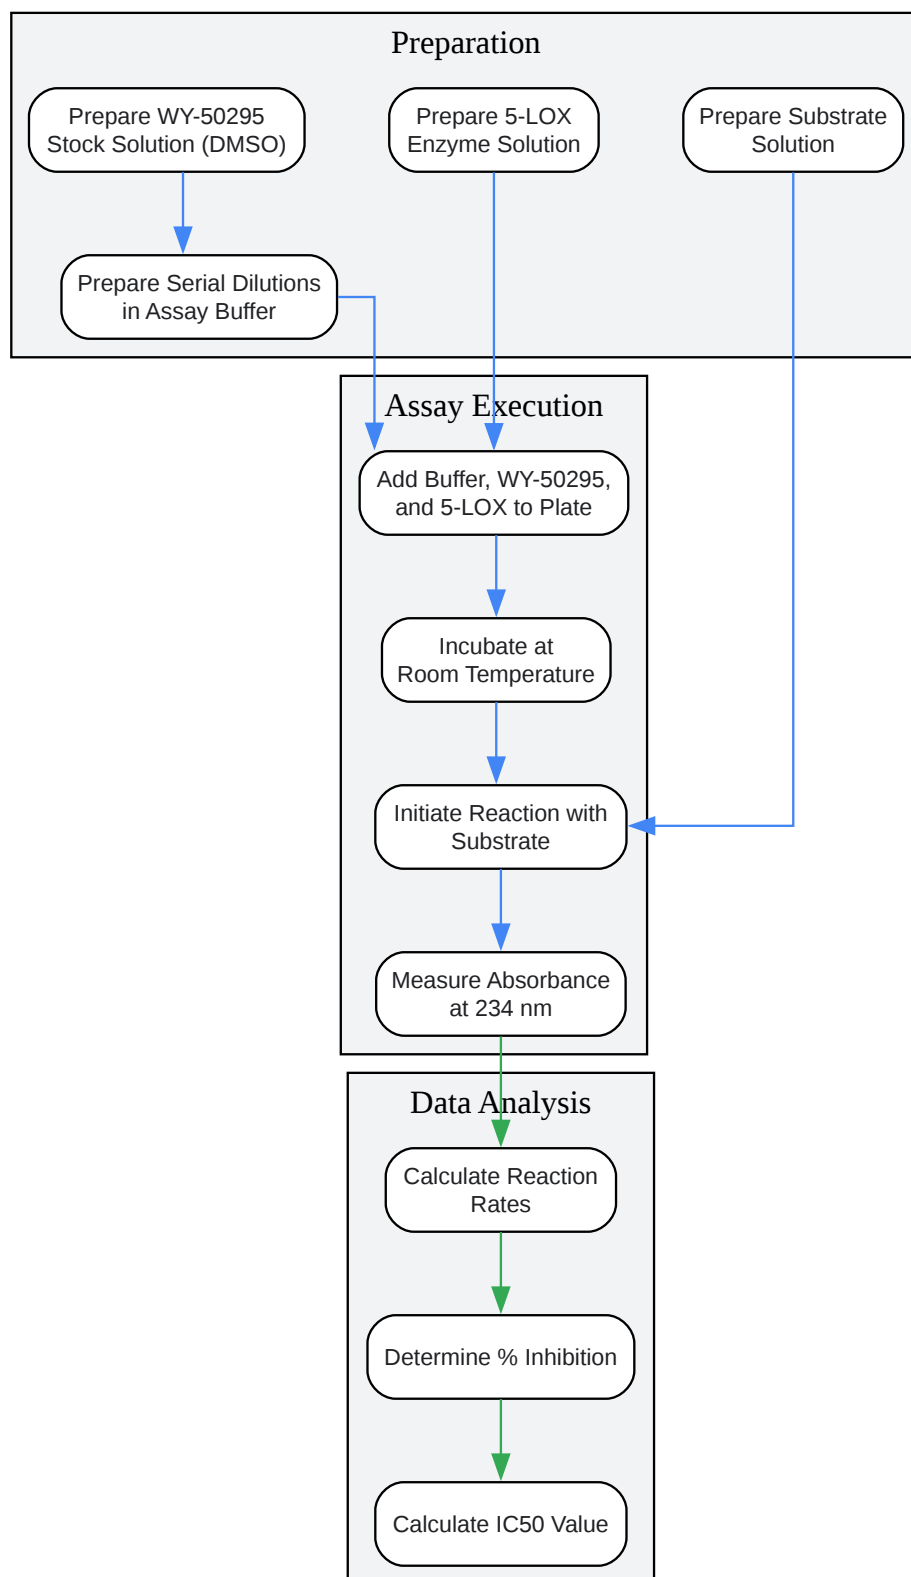 Preparation
Prepare WY-50295
Stock Solution (DMSO)
Prepare 5-LOX
Enzyme Solution
Prepare Substrate
Solution
Prepare Serial Dilutions
in Assay Buffer
Assay Execution
Add Buffer, WY-50295,
and 5-LOX to Plate
Incubate at
Room Temperature
Initiate Reaction with
Substrate
Measure Absorbance
at 234 nm
Data Analysis
Calculate Reaction
Rates
Determine % Inhibition
Calculate IC50 Value